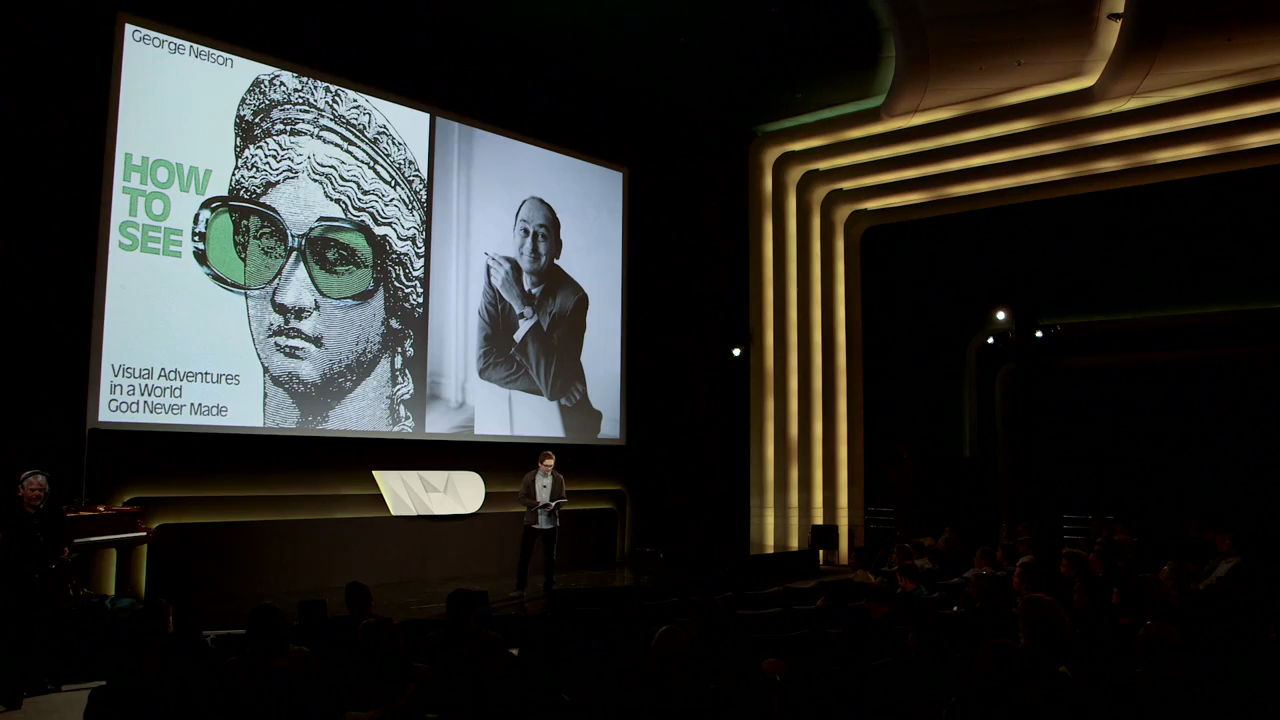 George Nelson
HOW
TO
SEE
Visual Adventures
in a World
God Never Made